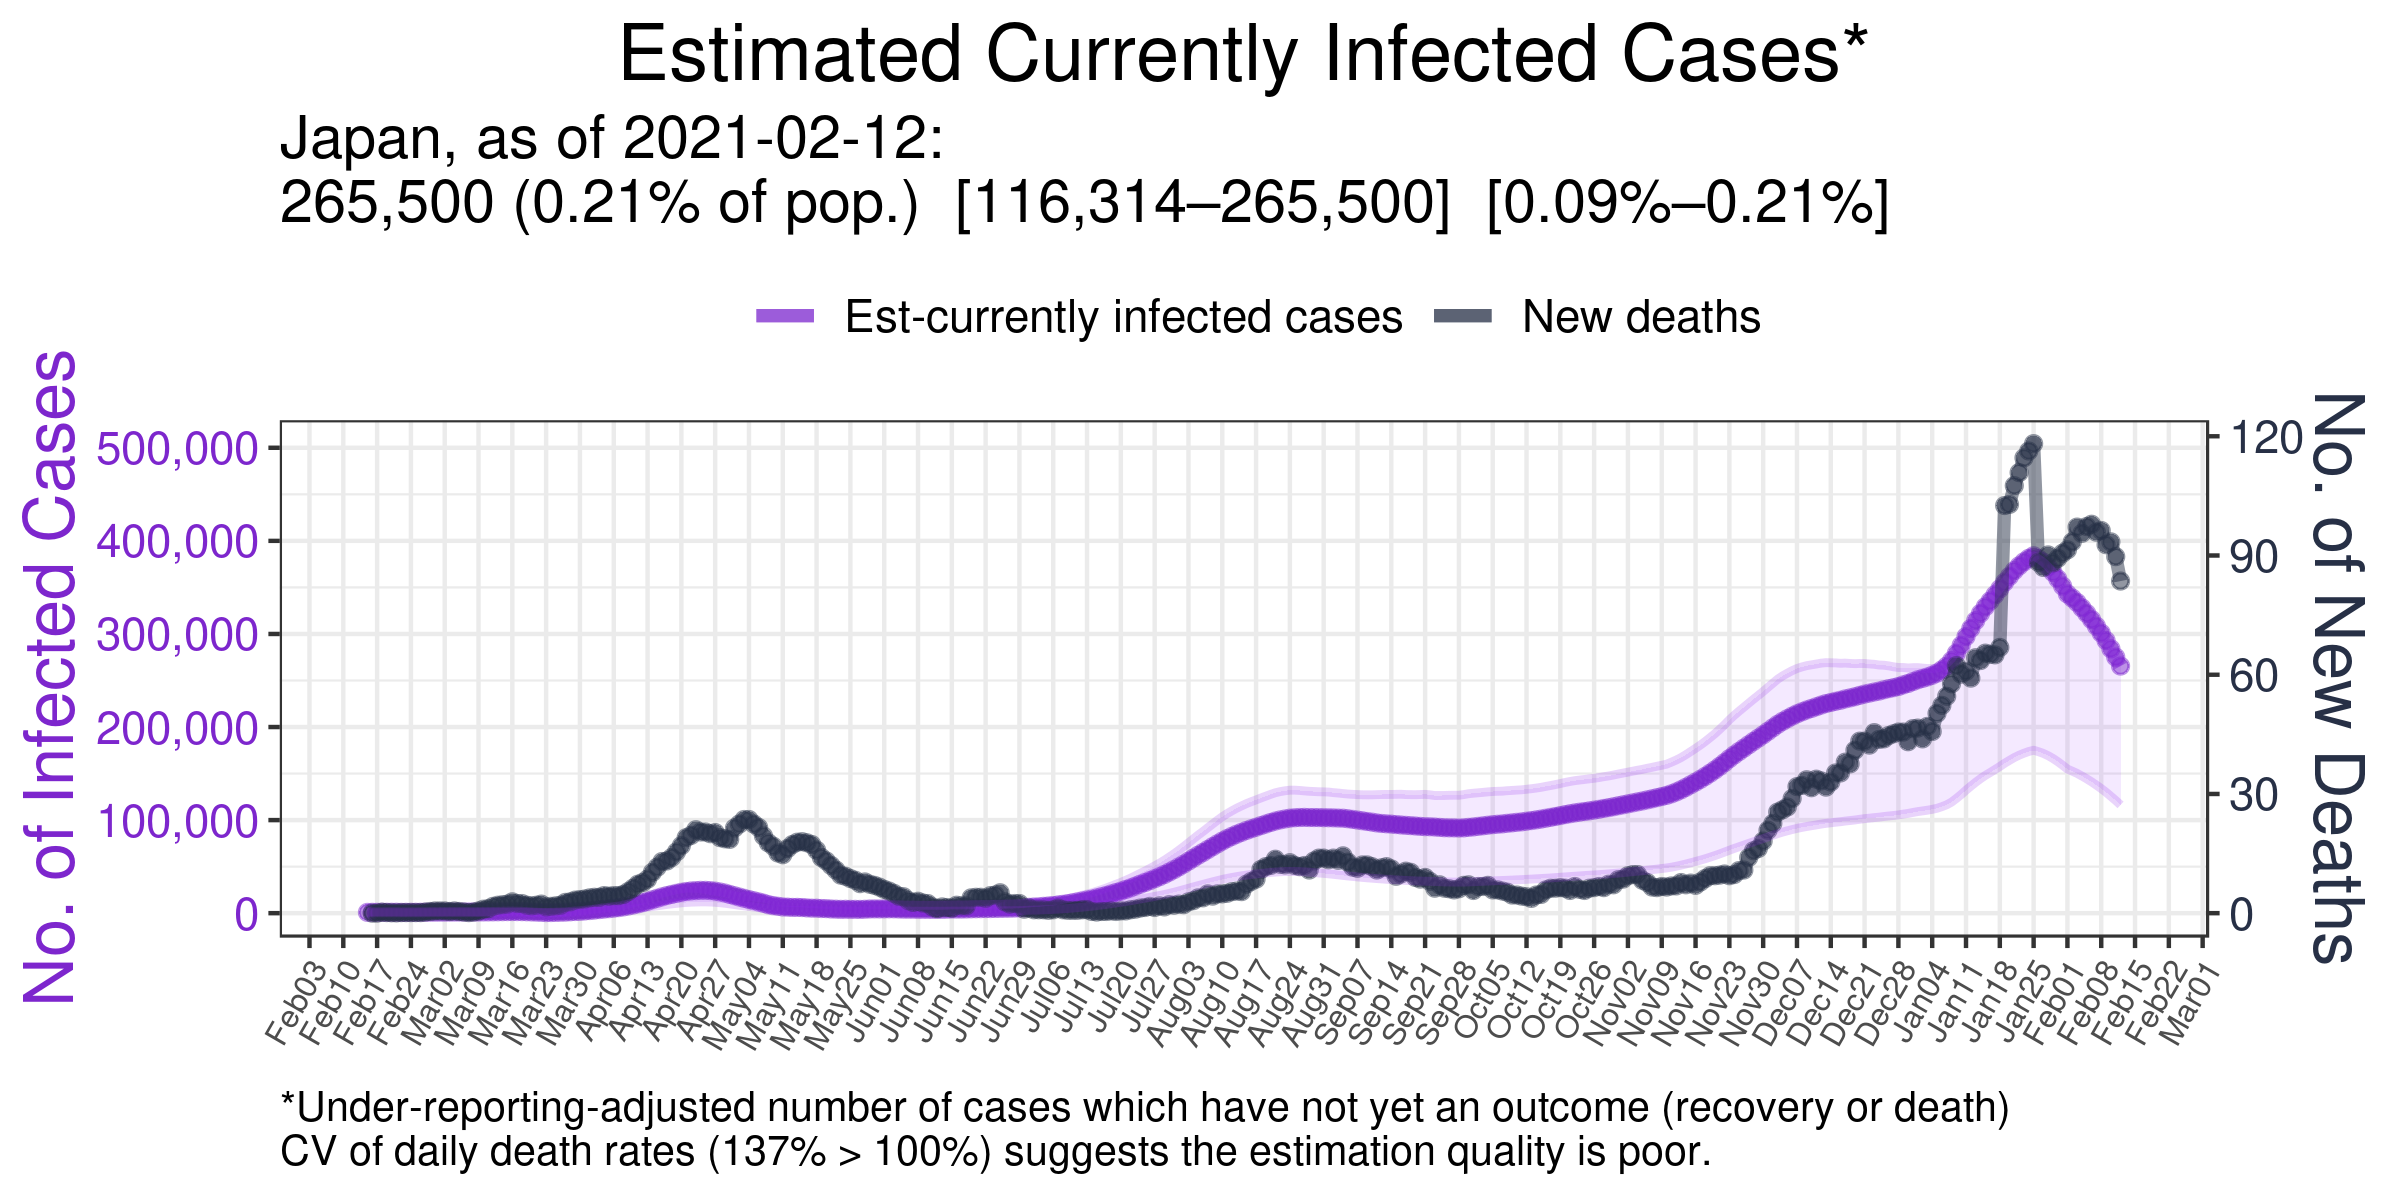 Estimated Currently Infected Cases*
Japan, as of 2021-02-12:
265,500 (0.21% of pop.)  [116,314–265,500]  [0.09%–0.21%]
Est-currently infected cases
New deaths
No. of Infected Cases
500,000
400,000
300,000
200,000
100,000
0
120
90
60
30
0
No. of New Deaths
Feb03
Feb10
Feb17
Feb24
Mar02
Mar09
Mar16
Mar23
Mar30
Apr06
Apr13
Apr20
Apr27
May04
May11
May18
May25
Jun01
Jun08
Jun15
Jun22
Jun29
Jul06
Jul13
Jul20
Jul27
Aug03
Aug10
Aug17
Aug24
Aug31
Sep07
Sep14
Sep21
Sep28
Oct05
Oct12
Oct19
Oct26
Nov02
Nov09
Nov16
Nov23
Nov30
Dec07
Dec14
Dec21
Dec28
Jan04
Jan11
Jan18
Jan25
Feb01
Feb08
Feb15
Feb22
Mar01
*Under-reporting-adjusted number of cases which have not yet an outcome (recovery or death)
CV of daily death rates (137% > 100%) suggests the estimation quality is poor.